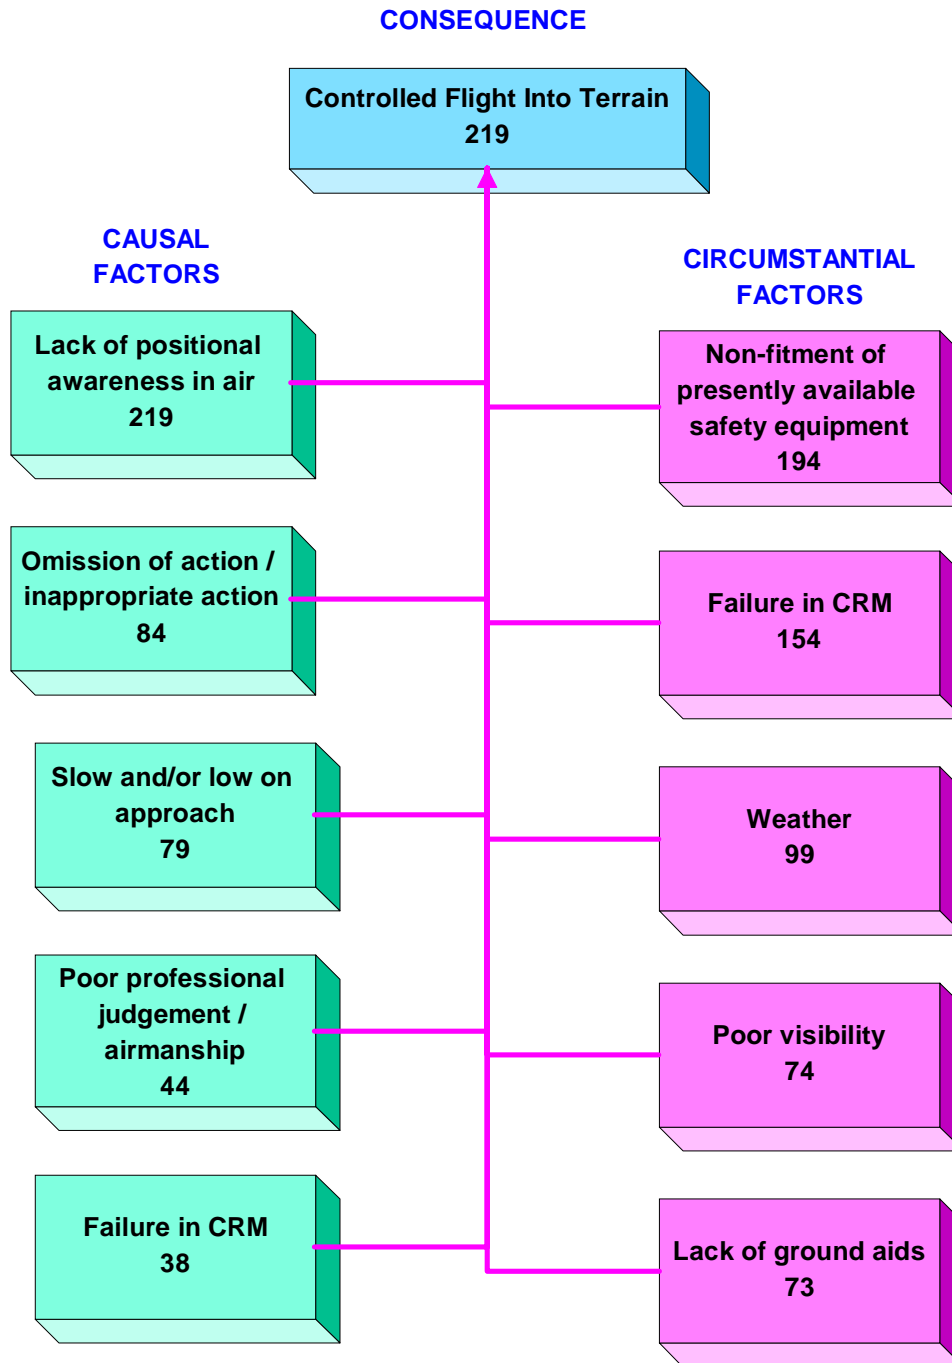 CONSEQUENCE
Controlled Flight Into Terrain
219
CAUSAL
FACTORS
Lack of positional
awareness in air
219
Omission of action /
inappropriate action
84
Slow and/or low on
approach
79
Poor professional
judgement /
airmanship
44
Failure in CRM
38
CIRCUMSTANTIAL
FACTORS
Non-fitment of
presently available
safety equipment
194
Failure in CRM
154
Weather
99
Poor visibility
74
Lack of ground aids
73